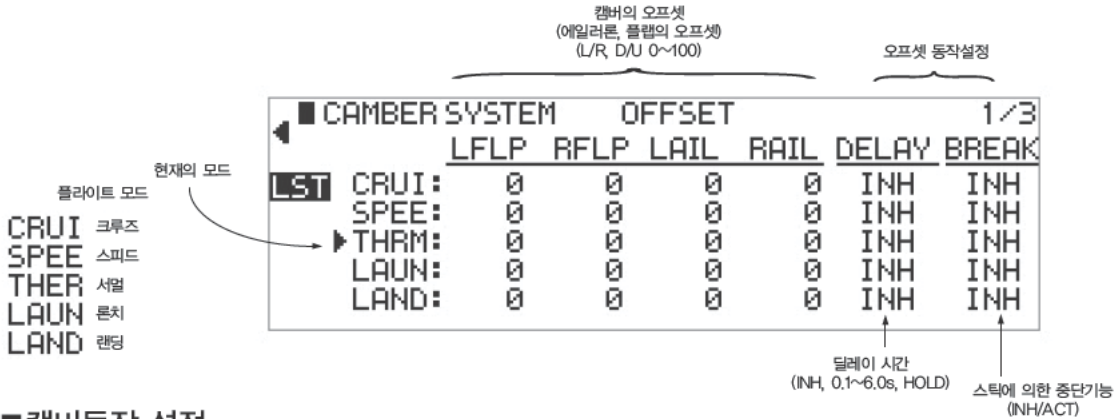 캠버의 오프셋
(에일러론, 플랩의 오프셋)
(L/R, D/U 0~100)
오프셋 동작설정
■CAMBER SYSTEM OFFSET 1/3
LFLP RFLP LAIL RAIL DELAY BREAK
LST CRUI: 0 0 0 0 INH INH
SPEE: 0 0 0 0 INH INH
▶THRM: 0 0 0 0 INH INH
LAUN: 0 0 0 0 INH INH
LAND: 0 0 0 0 INH INH
현재의 모드
플라이트 모드
CRUI 크루즈
SPEE 스피드
THER 서멀
LAUN 론치
LAND 랜딩
딜레이 시간
(INH, 0.1~6.0s, HOLD)
스틱에 의한 중단기능
(INH/ACT)